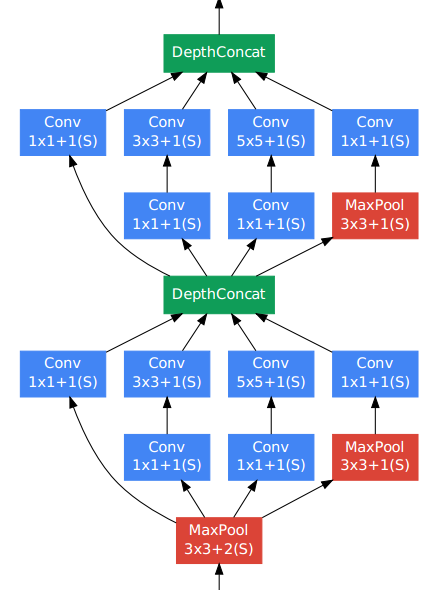 DepthConcat
Conv
1x1+1(S)
Conv
3x3+1(S)
Conv
5x5+1(S)
Conv
1x1+1(S)
Conv
1x1+1(S)
Conv
1x1+1(S)
MaxPool
3x3+1(S)
DepthConcat
Conv
1x1+1(S)
Conv
3x3+1(S)
Conv
5x5+1(S)
Conv
1x1+1(S)
Conv
1x1+1(S)
Conv
1x1+1(S)
MaxPool
3x3+1(S)
MaxPool
3x3+2(S)